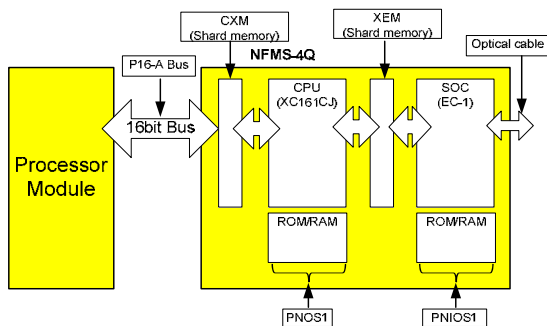 CXM
(Shard memory)
XEM
(Shard memory)
Optical cable
P16-A Bus
NFMS-4Q
CPU
(XC161CJ)
SOC
(EC-1)
16bit Bus
Processor
Module
ROM/RAM
ROM/RAM
PNOS1
PNIOS1